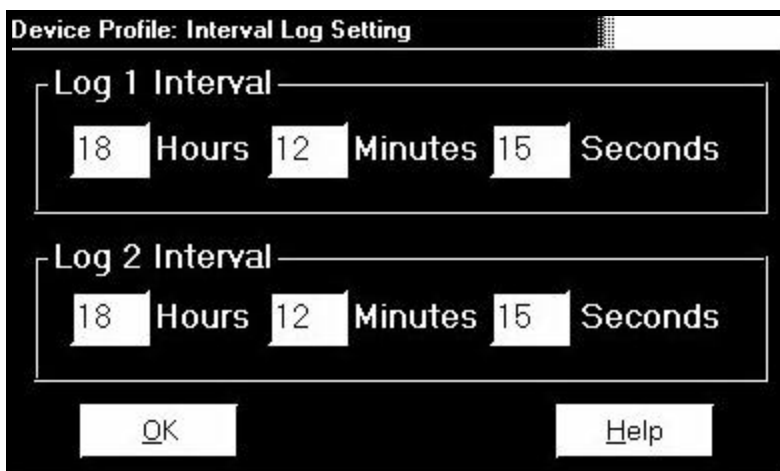 Device Profile: Interval Log Setting
Log 1 Interval
18 Hours 12 Minutes 15 Seconds
Log 2 Interval
18 Hours 12 Minutes 15 Seconds
OK Help